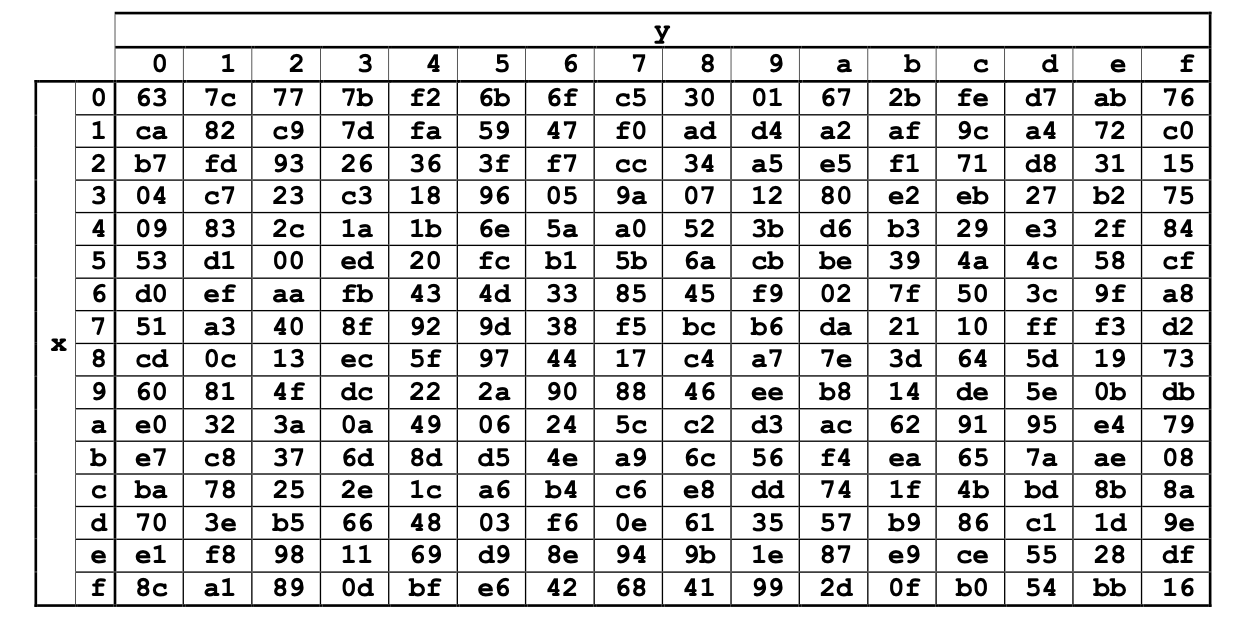 y
0 1 2 3 4 5 6 7 8 9 a b c d e f
0 63 7c 77 7b f2 6b 6f c5 30 01 67 2b fe d7 ab 76
1 ca 82 c9 7d fa 59 47 f0 ad d4 a2 af 9c a4 72 c0
2 b7 fd 93 26 36 3f f7 cc 34 a5 e5 f1 71 d8 31 15
3 04 c7 23 c3 18 96 05 9a 07 12 80 e2 eb 27 b2 75
4 09 83 2c 1a 1b 6e 5a a0 52 3b d6 b3 29 e3 2f 84
5 53 d1 00 ed 20 fc b1 5b 6a cb be 39 4a 4c 58 cf
6 d0 ef aa fb 43 4d 33 85 45 f9 02 7f 50 3c 9f a8
7 51 a3 40 8f 92 9d 38 f5 bc b6 da 21 10 ff f3 d2
x
8 cd 0c 13 ec 5f 97 44 17 c4 a7 7e 3d 64 5d 19 73
9 60 81 4f dc 22 2a 90 88 46 ee b8 14 de 5e 0b db
a e0 32 3a 0a 49 06 24 5c c2 d3 ac 62 91 95 e4 79
b e7 c8 37 6d 8d d5 4e a9 6c 56 f4 ea 65 7a ae 08
c ba 78 25 2e 1c a6 b4 c6 e8 dd 74 1f 4b bd 8b 8a
d 70 3e b5 66 48 03 f6 0e 61 35 57 b9 86 c1 1d 9e
e e1 f8 98 11 69 d9 8e 94 9b 1e 87 e9 ce 55 28 df
f 8c a1 89 0d bf e6 42 68 41 99 2d 0f b0 54 bb 16